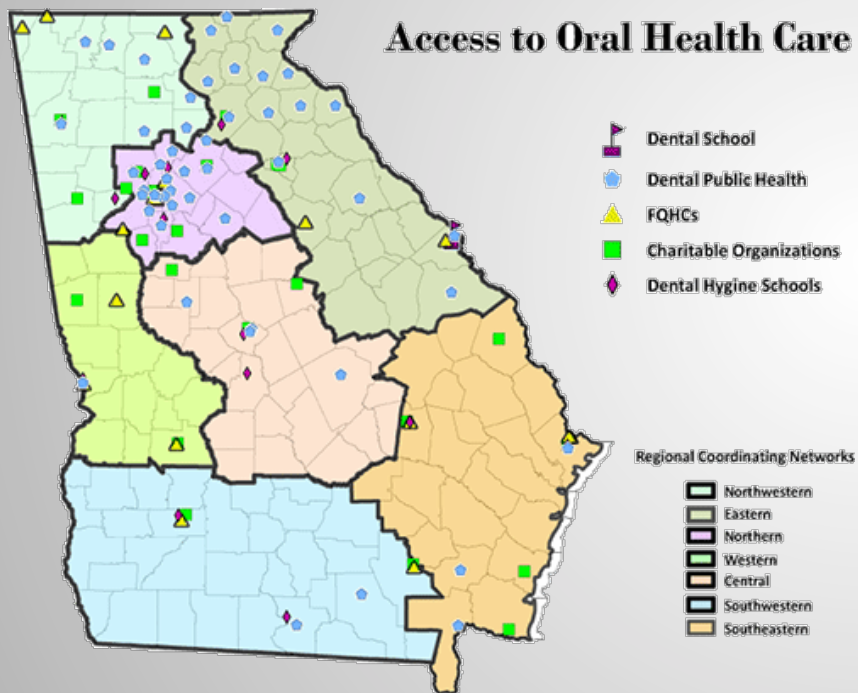 Access to Oral Health Care
Dental School
Dental Public Health
FQHCs
Charitable Organizations
Dental Hygine Schools
Regional Coordinating Networks
Northwestern
Eastern
Northern
Western
Central
Southwestern
Southeastern